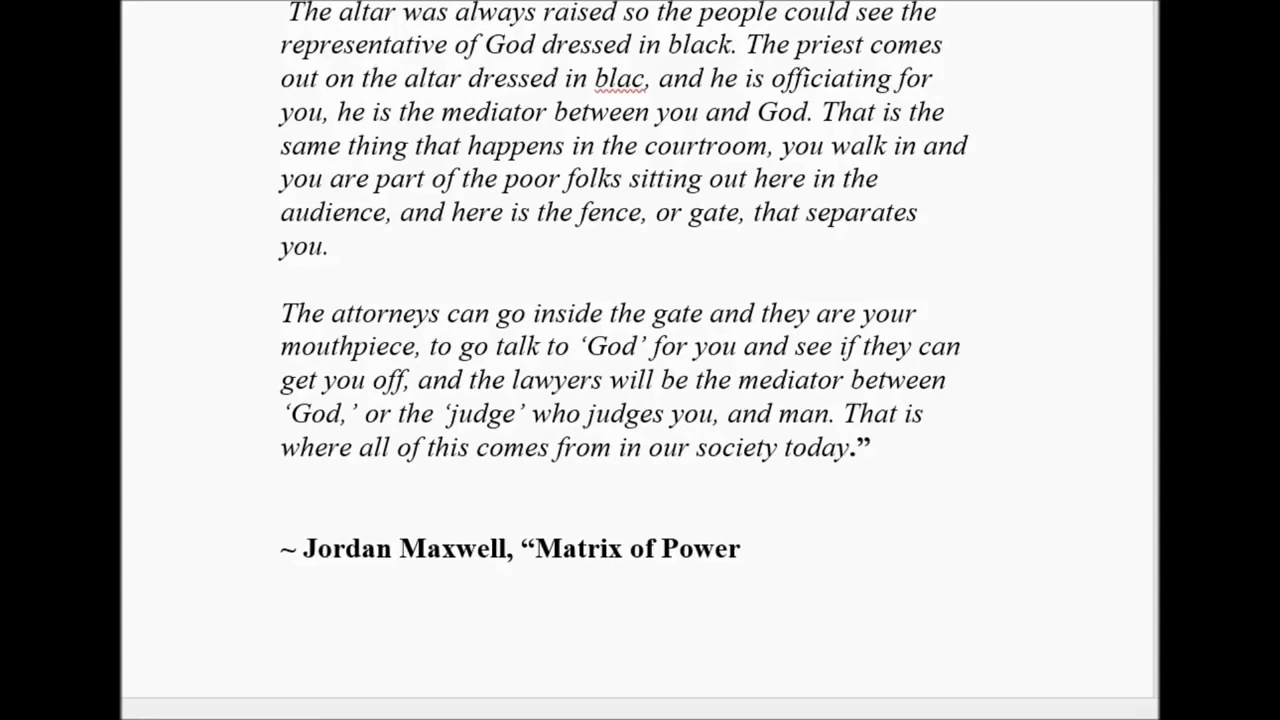 The altar was always raised so the people could see the
representative of God dressed in black. The priest comes
out on the altar dressed in blac, and he is officiating for
you, he is the mediator between you and God. That is the
same thing that happens in the courtroom, you walk in and
you are part of the poor folks sitting out here in the
audience, and here is the fence, or gate, that separates
you.
The attorneys can go inside the gate and they are your
mouthpiece, to go talk to ‘God’ for you and see if they can
get you off, and the lawyers will be the mediator between
‘God,’ or the ‘judge’ who judges you, and man. That is
where all of this comes from in our society today.”
~ Jordan Maxwell, “Matrix of Power